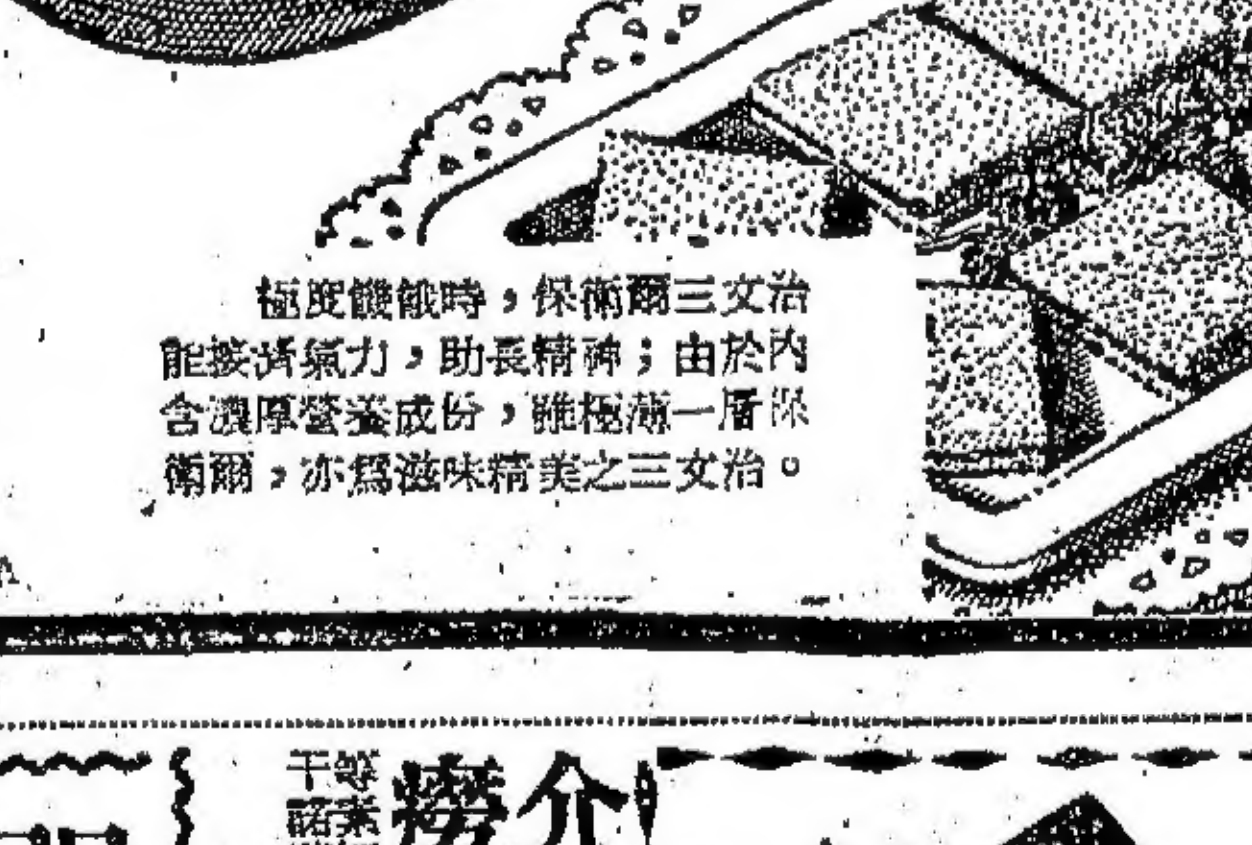 極度饑餓時，保衛爾三文治
能接濟氣力，助長精神；由於內
含濃厚營養成份，雖極薄一層保
衛爾，亦爲滋味精美之三文治。
介